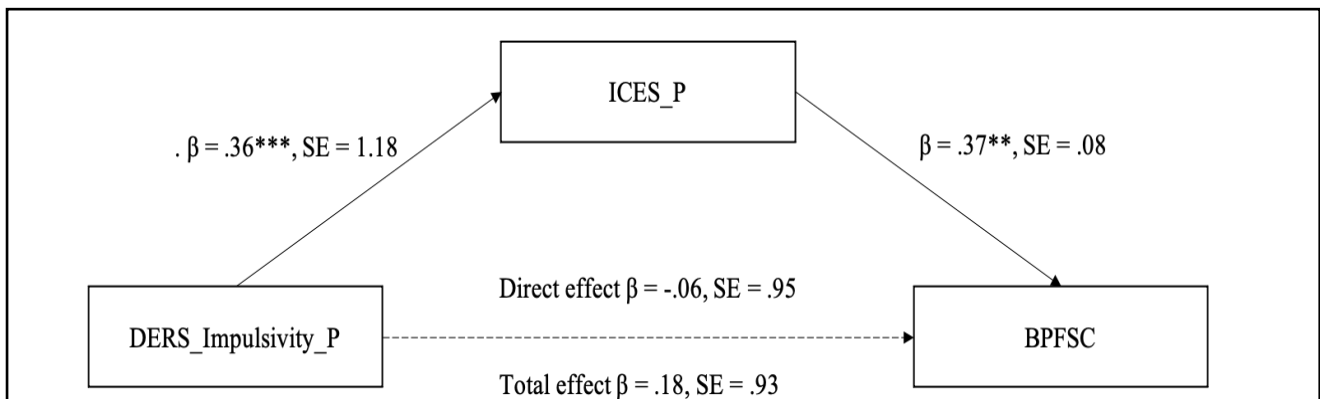 ICES_P
. β = .36***, SE = 1.18
β = .37**, SE = .08
Direct effect β = -.06, SE = .95
DERS_Impulsivity_P
BPFSC
Total effect β = .18, SE = .93